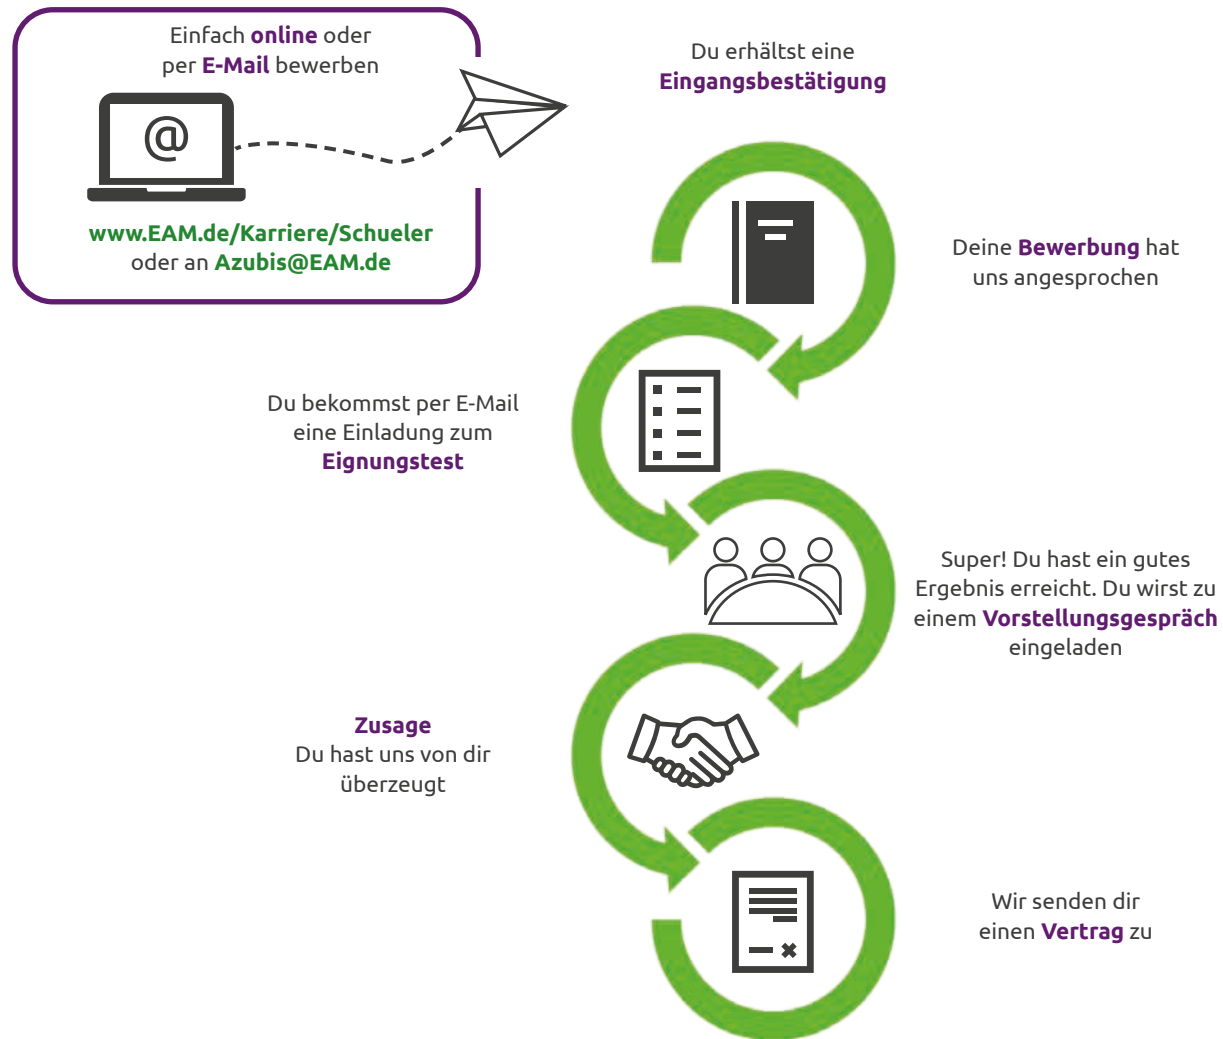 Einfach online oder
per E-Mail bewerben
@
www.EAM.de/Karriere/Schueler
oder an Azubis@EAM.de
Du erhältst eine
Eingangsbestätigung
Deine Bewerbung hat
uns angesprochen
Du bekommst per E-Mail
eine Einladung zum
Eignungstest
Super! Du hast ein gutes
Ergebnis erreicht. Du wirst zu
einem Vorstellungsgespräch
eingeladen
Zusage
Du hast uns von dir
überzeugt
Wir senden dir
einen Vertrag zu